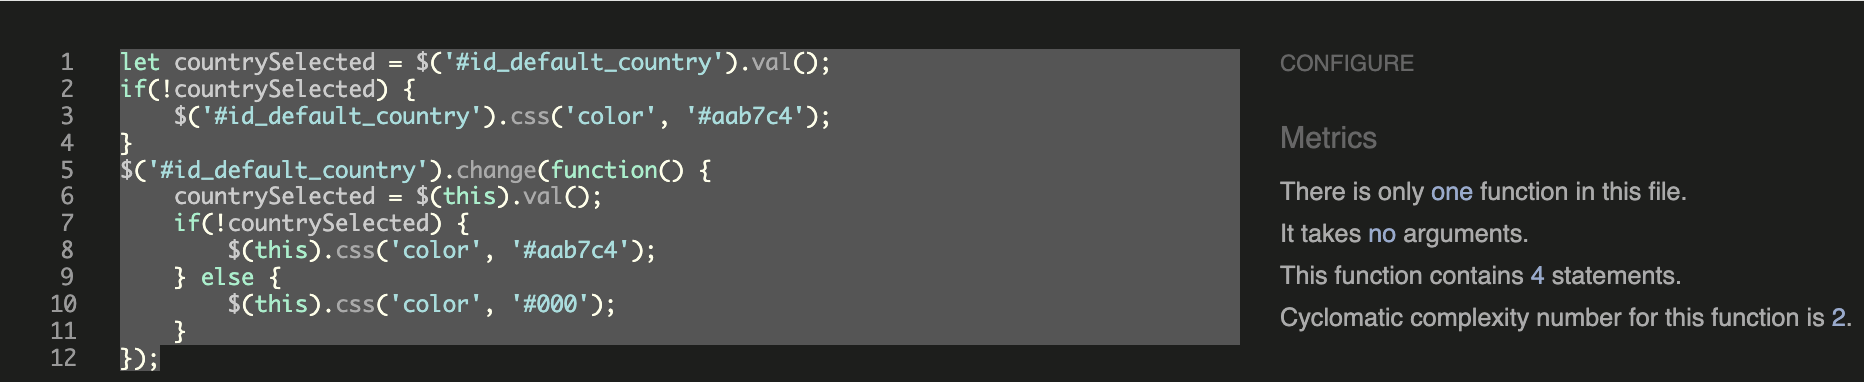 1 let countrySelected = $('#id_default_country').val();
2 if(!countrySelected) {
3     $('#id_default_country').css('color', '#aab7c4');
4 }
5 $('#id_default_country').change(function() {
6     countrySelected = $(this).val();
7     if(!countrySelected) {
8         $(this).css('color', '#aab7c4');
9     } else {
10         $(this).css('color', '#000');
11     }
12 });
CONFIGURE
Metrics
There is only one function in this file.
It takes no arguments.
This function contains 4 statements.
Cyclomatic complexity number for this function is 2.